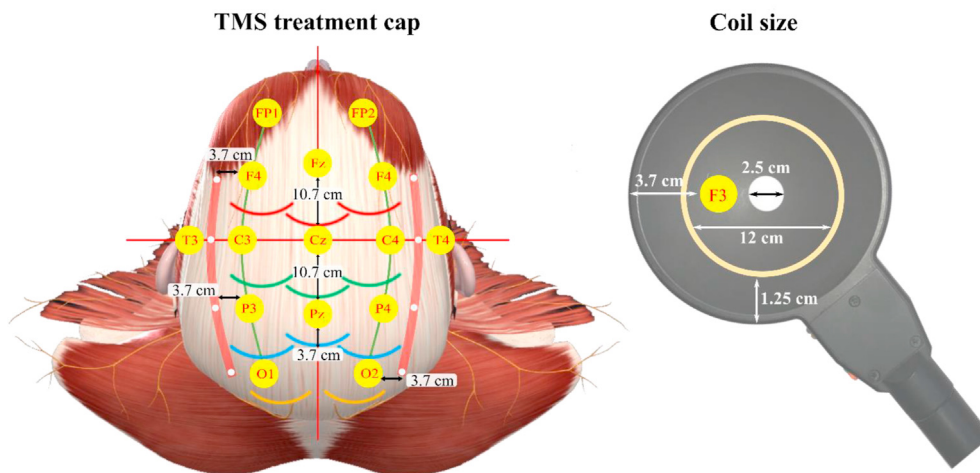 TMS treatment cap
Coil size
FP1
FP2
3.7 cm
Fz
F4
F4
10.7 cm
T3
C3
Cz
C4
T4
10.7 cm
3.7 cm
P3
Pz
P4
3.7 cm
O1
O2
3.7 cm
2.5 cm
3.7 cm
F3
12 cm
1.25 cm